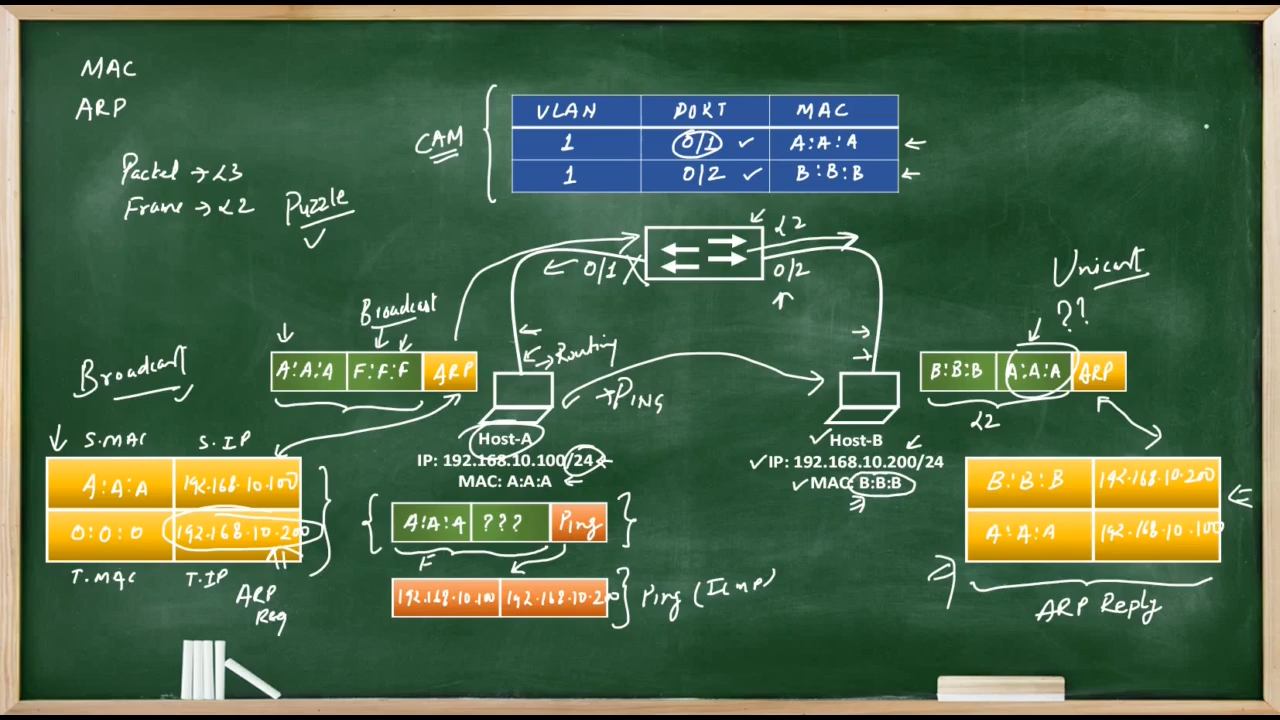 MAC
ARP
Packet → L3
Frame → L2
Puzzle
CAM
VLAN PORT MAC
1 0/1 A:A:A
1 0/2 B:B:B
L2
0/1
0/2
Unicast
??
Broadcast
Broadcast
A:A:A F:F:F ARP
→ Routing
→ PING
B:B:B A:A:A ARP
L2
S.MAC S.IP
A:A:A 192.168.10.100
0:0:0 192.168.10.200
T.MAC T.IP
ARP
Req
Host-A
IP: 192.168.10.100/24
MAC: A:A:A
A:A:A ??? Ping
F
192.168.10.100 192.168.10.200
Ping (ICMP)
Host-B
IP: 192.168.10.200/24
MAC: B:B:B
B:B:B 192.168.10.200
A:A:A 192.168.10.100
ARP Reply